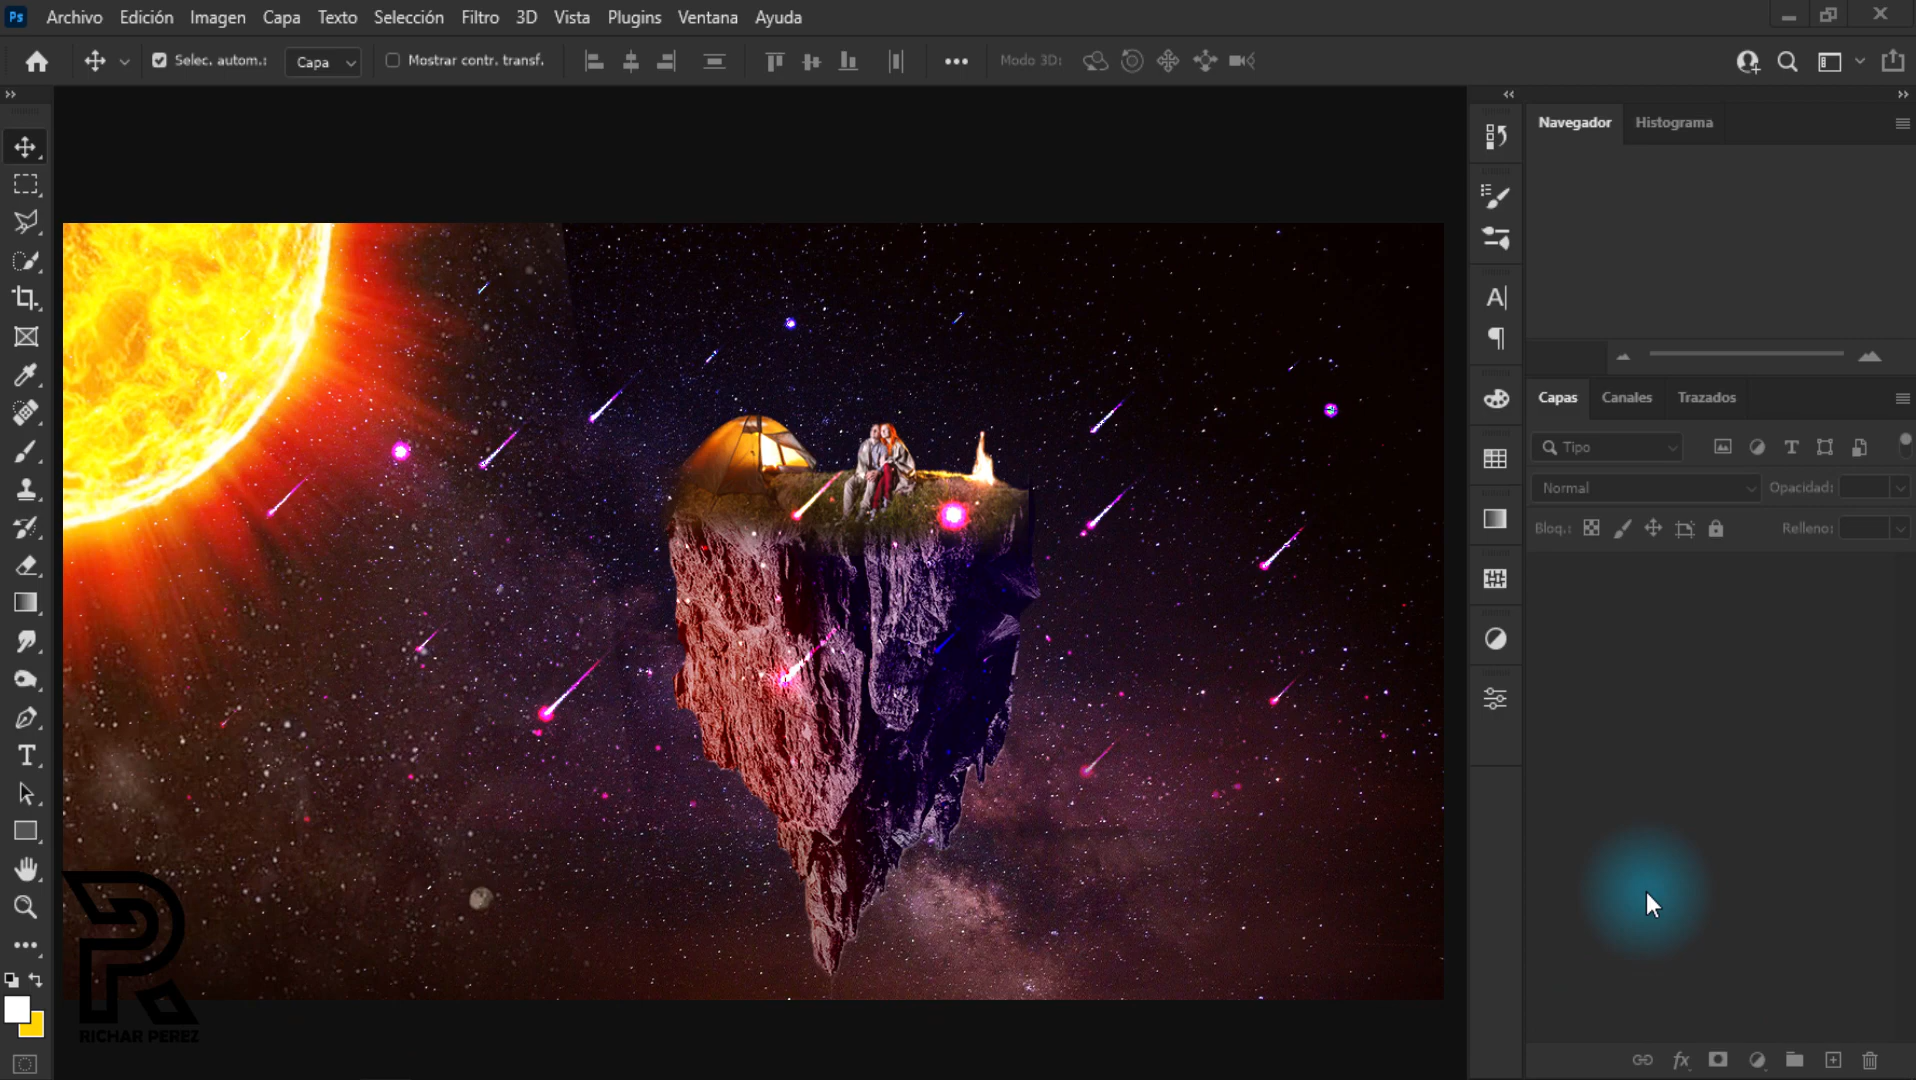 Ps Archivo Edición Imagen Capa Texto Selección Filtro 3D Vista Plugins Ventana Ayuda
Selec. autom.: Capa Mostrar contr. transf. Modo 3D:
Navegador Histograma
Capas Canales Trazados
Tipo
Normal Opacidad:
Bloq.: Relleno:
RICHAR PEREZ